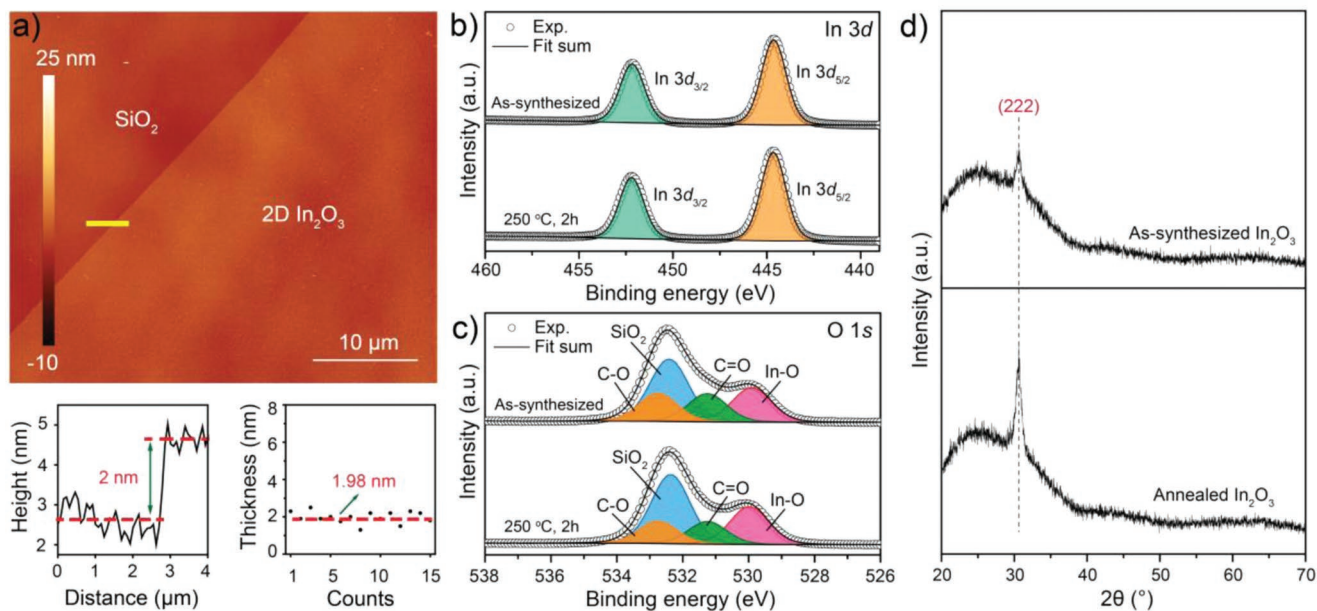 a)
25 nm
SiO₂
2D In₂O₃
-10
10 µm
Height (nm)
5
4
3
2
2 nm
0 1 2 3 4
Distance (µm)
Thickness (nm)
8
6
4
2
0
1.98 nm
1 5 10 15
Counts
b)
Exp.
Fit sum
In 3d
In 3d₃/₂
In 3d₅/₂
As-synthesized
In 3d₃/₂
In 3d₅/₂
250 °C, 2h
Intensity (a.u.)
460 455 450 445 440
Binding energy (eV)
c)
Exp.
Fit sum
O 1s
SiO₂
C-O
C=O
In-O
As-synthesized
SiO₂
C-O
C=O
In-O
250 °C, 2h
Intensity (a.u.)
538 536 534 532 530 528 526
Binding energy (eV)
d)
(222)
As-synthesized In₂O₃
Annealed In₂O₃
Intensity (a.u.)
20 30 40 50 60 70
2θ (°)